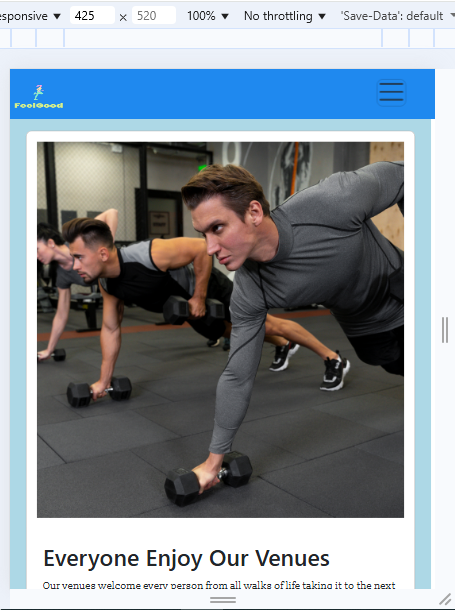 esponsive ▼ 425 × 520 100% ▼ No throttling ▼ 'Save-Data': default ▼
FoolGood
Everyone Enjoy Our Venues
Our venues welcome every person from all walks of life taking it to the next